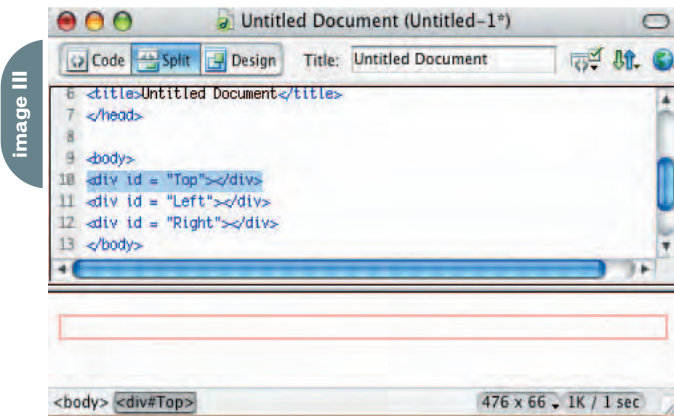 image III
Untitled Document (Untitled-1*)
Code Split Design Title: Untitled Document
6 <title>Untitled Document</title>
7 </head>
8
9 <body>
10 <div id = "Top"></div>
11 <div id = "Left"></div>
12 <div id = "Right"></div>
13 </body>
<body> <div#Top> 476 x 66 1K / 1 sec